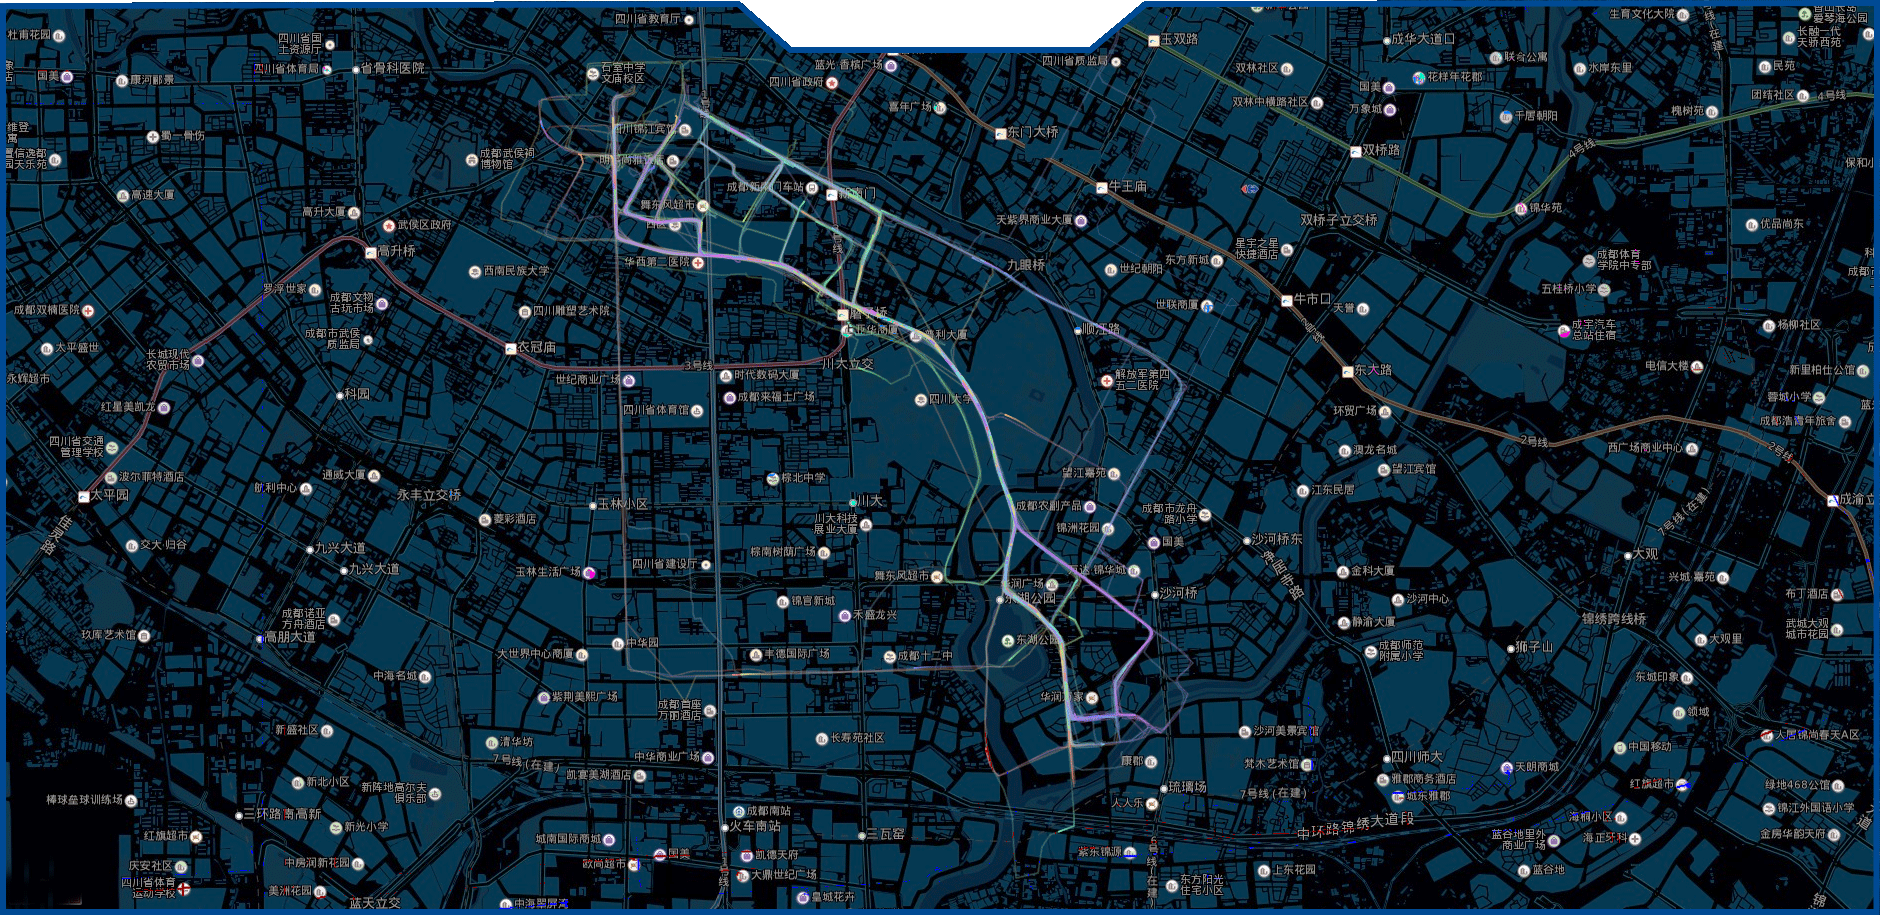 四川省教育厅
生育文化大院
爱琴海公园
杜甫花园
四川省国
土资源厅
玉双路
成华大道口
长融一代
天骄西苑
国美
康河郦景
四川省体育局
省骨科医院
石室中学
文庙校区
蓝光·香槟广场
四川省政府
四川省质监局
双林社区
联合公寓
水岸东里
民苑
花样年花郡
国美
万象城
团结社区
4号线
双林中横路社区
嘉年广场
槐树苑
千居朝阳
蜀一骨伤
四川锦江宾馆
东门大桥
双桥路
4号线
成都武侯祠
博物馆
成都新南门车站
牛王庙
高速大厦
高升大厦
武侯区政府
舞东风超市
天紫界商业大厦
双桥子立交桥
锦华苑
优品尚东
高升桥
华西第二医院
九眼桥
世纪朝阳
东方新城
星宇之星
快捷酒店
成都体育
学院中专部
西南民族大学
罗浮世家
成都文物
古玩市场
五桂桥小学
成都双楠医院
四川雕塑艺术院
磨子桥
世联商厦
牛市口
天誉
成都市武侯
质监局
顺江路
成宇汽车
总站住宿
杨柳社区
太平盛世
长城现代
农贸市场
衣冠庙
3号线
川大立交
普利大厦
2号线
永辉超市
世纪商业广场
时代数码大厦
解放军第四
五二医院
东大路
电信大楼
新里柏仕公馆
科园
成都来福士广场
四川大学
红星美凯龙
四川省体育馆
环贸广场
蓉城小学
成都浩青年旅舍
四川省交通
管理学校
2号线
西广场商业中心
2号线
澳龙名城
望江宾馆
波尔菲特酒店
通威大厦
航利中心
棕北中学
望江嘉苑
太平园
永丰立交桥
玉林小区
川大
成都农副产品
江东民居
佳灵路
菱彩酒店
川大科技
展业大厦
锦洲花园
成都市龙舟
路小学
7号线(在建)
交大·归谷
九兴大道
棕南树荫广场
国美
沙河桥东
大观
九兴大道
玉林生活广场
四川省建设厅
舞东风超市
万达·锦华城
金科大厦
兴城·嘉苑
锦官新城
东湖公园
沙河桥
沙河中心
布丁酒店
成都诺亚
方舟酒店
禾盛龙兴
静渝大厦
锦绣跨线桥
武城大观
城市花园
玖厍艺术馆
高朋大道
中华园
东湖公园
大观里
大世界中心商厦
丰德国际广场
成都十二中
成都师范
附属小学
狮子山
中海名城
紫荆美熙广场
成都首座
万丽酒店
华润万家
东城印象
领域
新盛社区
清华坊
长寿苑社区
沙河美景宾馆
大居锦尚春天A区
7号线(在建)
中华商业广场
康郡
梵木艺术馆
四川师大
中国移动
新北小区
凯宴美湖酒店
天朗商城
雅郡商务酒店
新阵地高尔夫
俱乐部
琉璃场
7号线(在建)
城东雅郡
红旗超市
绿地468公馆
棒球垒球训练场
成都南站
人人乐
锦江外国语小学
三环路南高新
新光小学
火车南站
三瓦窑
中环路锦绣大道段
海桐小区
红旗超市
城南国际商城
蓝谷地里外
商业广场
海正牙科
金房华韵天府
国美
凯德天府
紫东锦源
庆安社区
中房润新花园
欧尚超市
大鼎世纪广场
上东花园
蓝谷地
四川省体育
运动学校
美洲花园
皇城花卉
东方阳光
住宅小区
蓝天立交